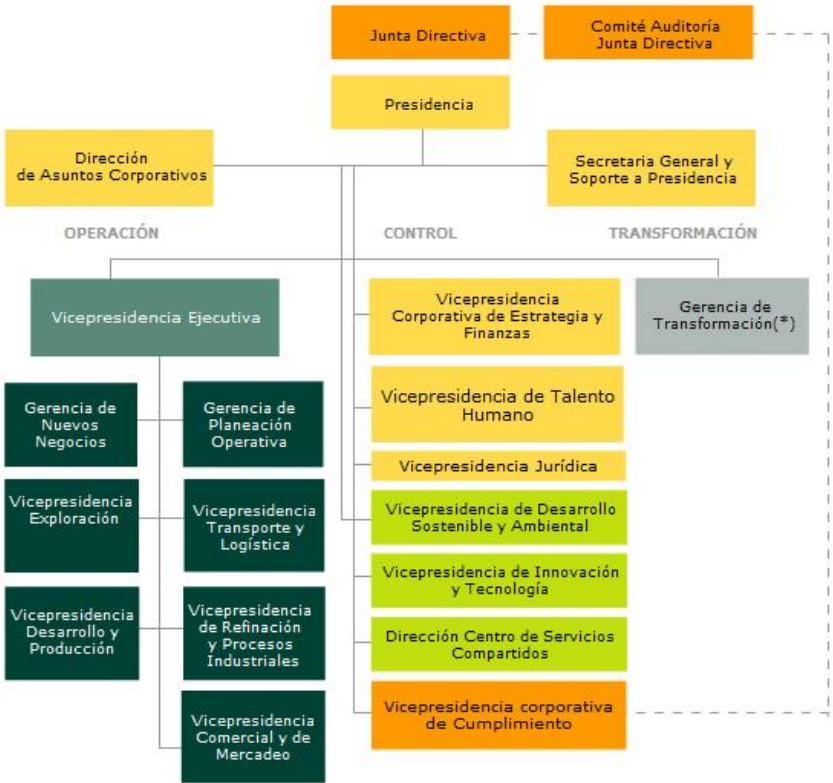 Junta Directiva
Comité Auditoría
Junta Directiva
Presidencia
Dirección
de Asuntos Corporativos
Secretaria General y
Soporte a Presidencia
OPERACIÓN
CONTROL
TRANSFORMACIÓN
Vicepresidencia Ejecutiva
Vicepresidencia
Corporativa de Estrategia y
Finanzas
Gerencia de
Transformación(*)
Gerencia de
Nuevos
Negocios
Gerencia de
Planeación
Operativa
Vicepresidencia de Talento
Humano
Vicepresidencia Jurídica
Vicepresidencia
Exploración
Vicepresidencia
Transporte y
Logística
Vicepresidencia de Desarrollo
Sostenible y Ambiental
Vicepresidencia de Innovación
y Tecnología
Vicepresidencia
Desarrollo y
Producción
Vicepresidencia
de Refinación
y Procesos
Industriales
Dirección Centro de Servicios
Compartidos
Vicepresidencia corporativa
de Cumplimiento
Vicepresidencia
Comercial y de
Mercadeo